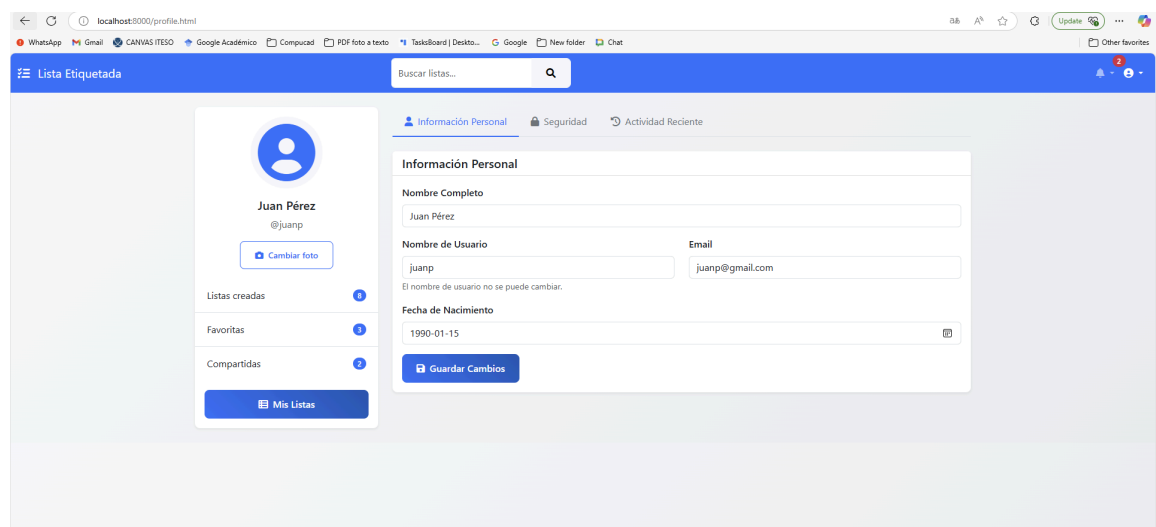 localhost:8000/profile.html
Update
WhatsApp Gmail CANVAS ITESO Google Académico Compucad PDF foto a texto TasksBoard | Deskto... Google New folder Chat Other favorites
Lista Etiquetada
Buscar listas...
2
Juan Pérez
@juanp
Cambiar foto
Listas creadas 8
Favoritas 3
Compartidas 2
Mis Listas
Información Personal Seguridad Actividad Reciente
Información Personal
Nombre Completo
Juan Pérez
Nombre de Usuario Email
juanp juanp@gmail.com
El nombre de usuario no se puede cambiar.
Fecha de Nacimiento
1990-01-15
Guardar Cambios